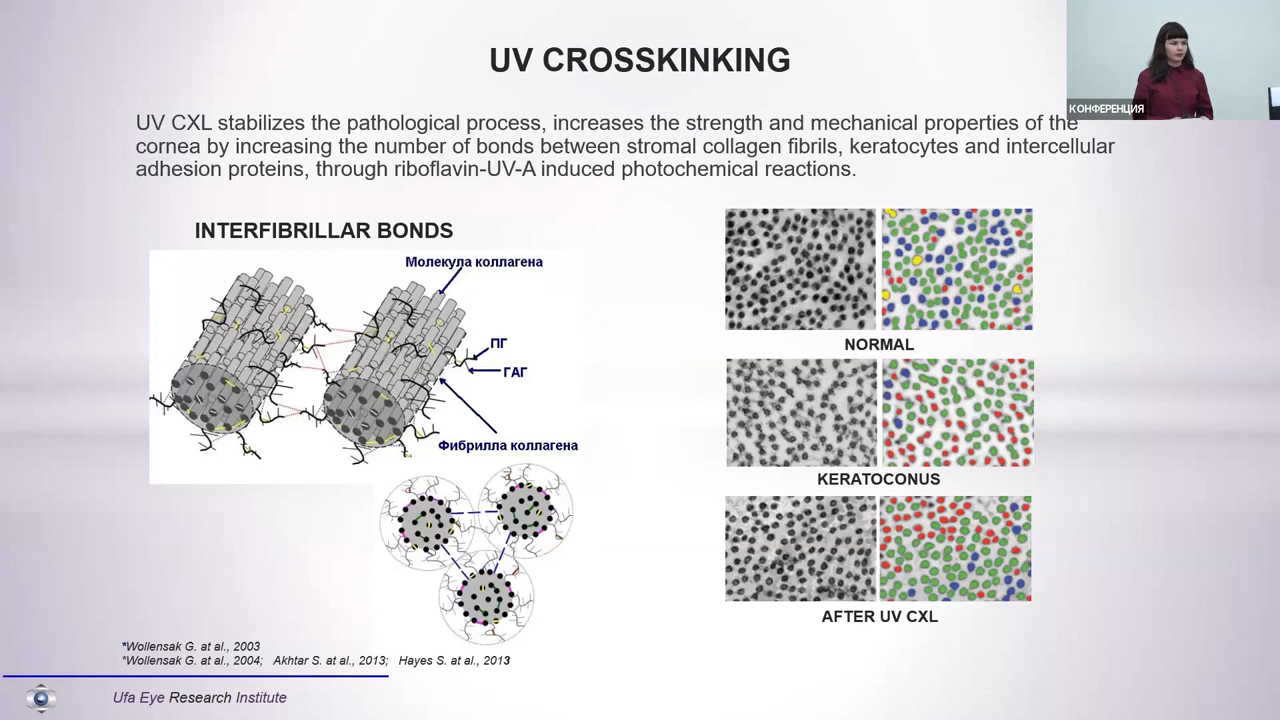 UV CROSSKINKING
КОНФЕРЕНЦИЯ
UV CXL stabilizes the pathological process, increases the strength and mechanical properties of the
cornea by increasing the number of bonds between stromal collagen fibrils, keratocytes and intercellular
adhesion proteins, through riboflavin-UV-A induced photochemical reactions.
INTERFIBRILLAR BONDS
Молекула коллагена
ПГ
ГАГ
Фибрилла коллагена
NORMAL
KERATOCONUS
AFTER UV CXL
*Wollensak G. at al., 2003
*Wollensak G. at al., 2004; Akhtar S. at al., 2013; Hayes S. at al., 2013
Ufa Eye Research Institute